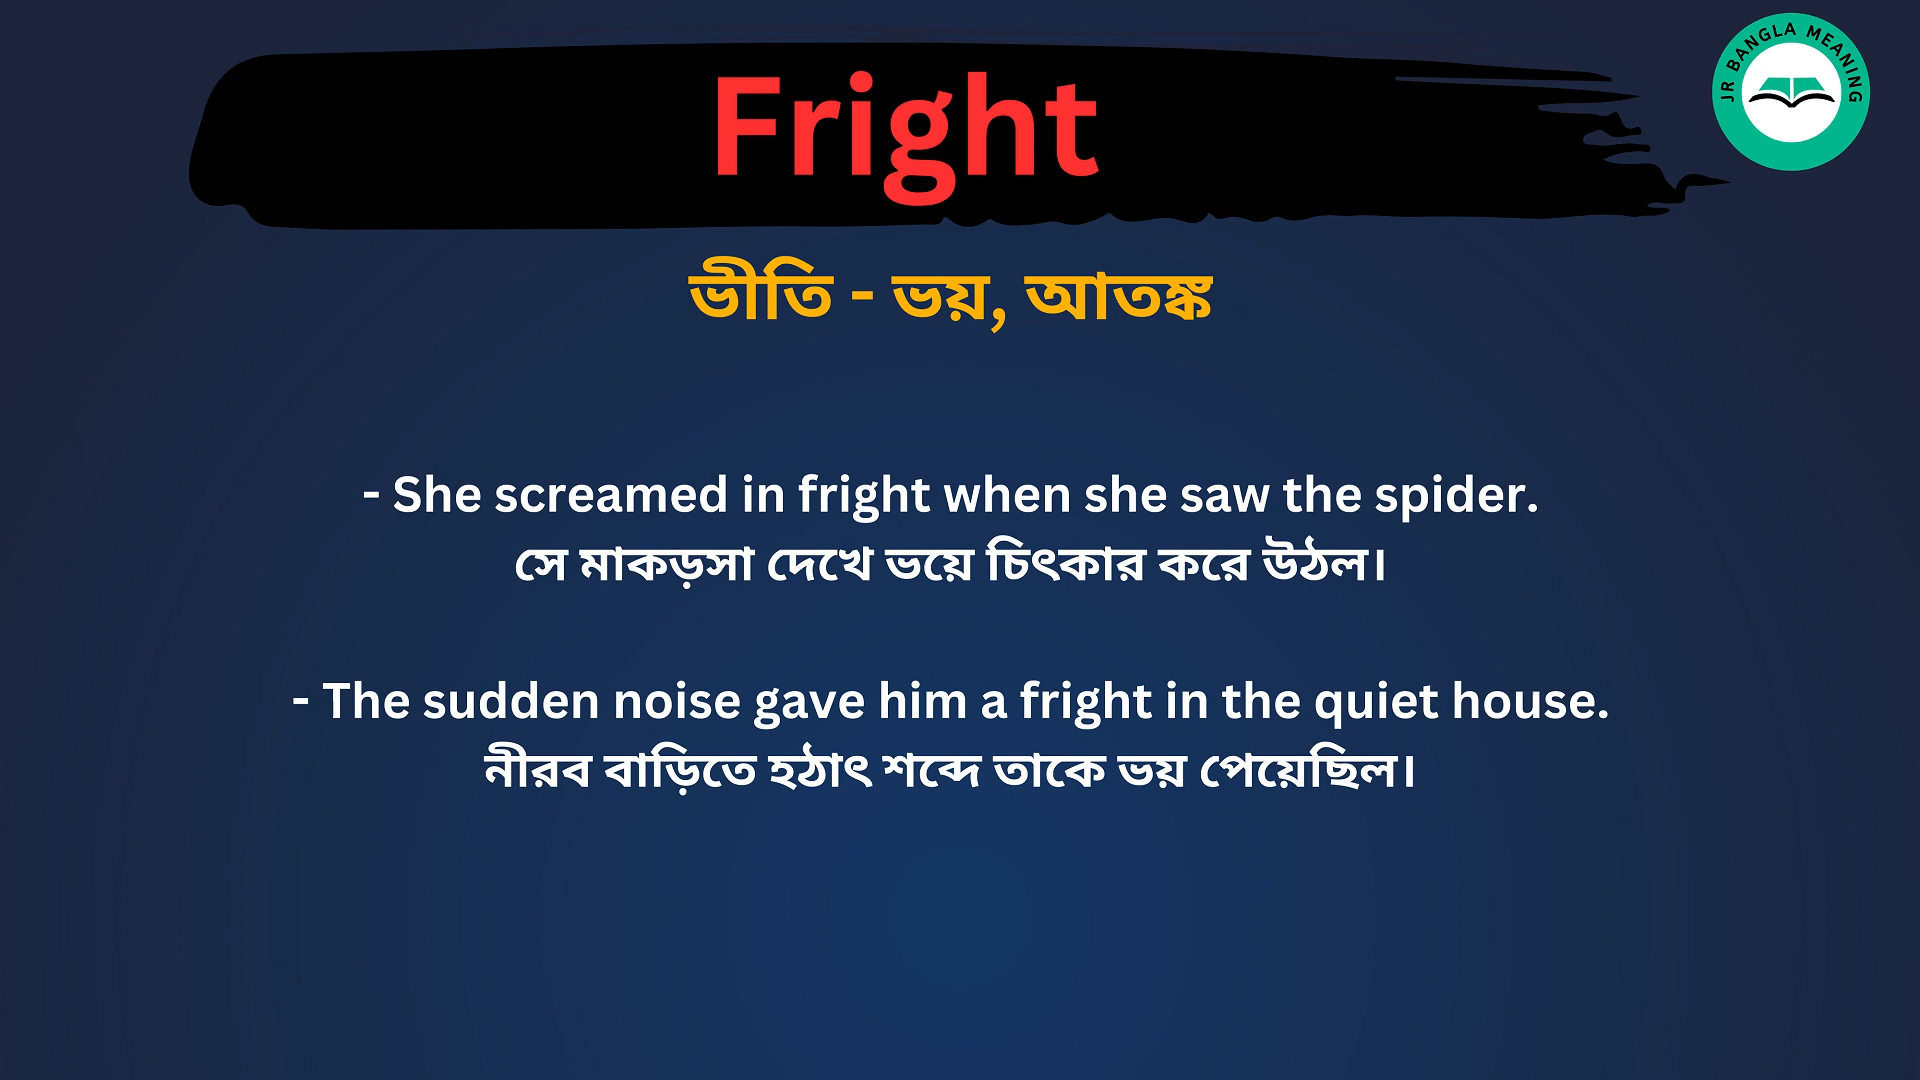 JR BANGLA MEANING
Fright
ভীতি - ভয়, আতঙ্ক
- She screamed in fright when she saw the spider.
সে মাকড়সা দেখে ভয়ে চিৎকার করে উঠল।
- The sudden noise gave him a fright in the quiet house.
নীরব বাড়িতে হঠাৎ শব্দে তাকে ভয় পেয়েছিল।